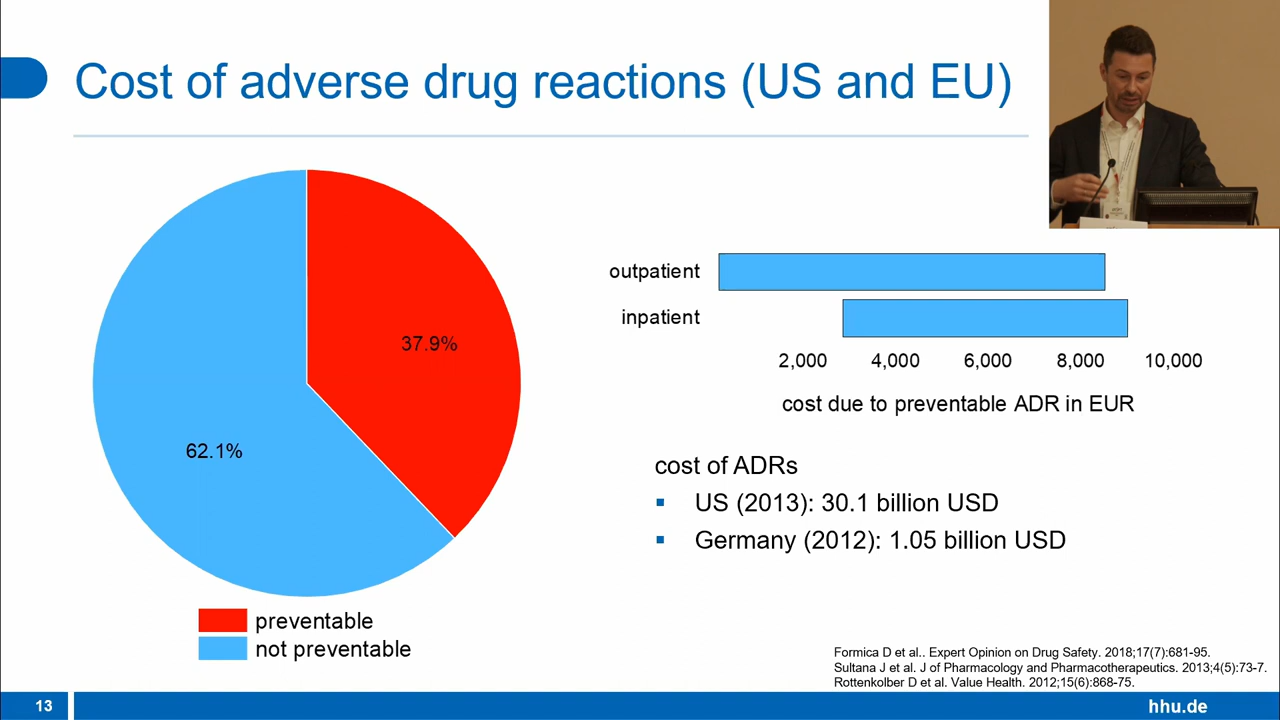 Cost of adverse drug reactions (US and EU)
37.9%
62.1%
preventable
not preventable
outpatient
inpatient
2,000 4,000 6,000 8,000 10,000
cost due to preventable ADR in EUR
cost of ADRs
▪ US (2013): 30.1 billion USD
▪ Germany (2012): 1.05 billion USD
Formica D et al.. Expert Opinion on Drug Safety. 2018;17(7):681-95.
Sultana J et al. J of Pharmacology and Pharmacotherapeutics. 2013;4(5):73-7.
Rottenkolber D et al. Value Health. 2012;15(6):868-75.
13
hhu.de